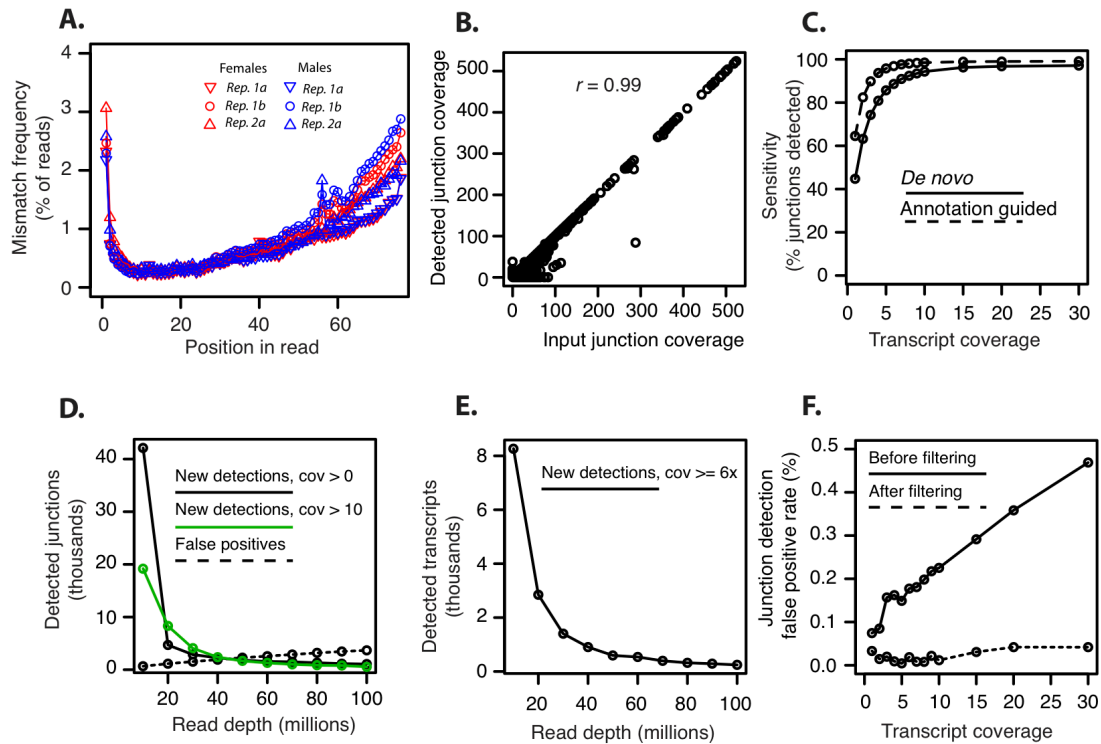 A.
Mismatch frequency
(% of reads)
4
3
2
1
0
Females Males
Rep. 1a Rep. 1a
Rep. 1b Rep. 1b
Rep. 2a Rep. 2a
0 20 40 60
Position in read
B.
Detected junction coverage
500
400
300
200
100
0
r = 0.99
0 100 200 300 400 500
Input junction coverage
C.
Sensitivity
(% junctions detected)
100
80
60
40
20
0
De novo
Annotation guided
0 5 10 15 20 25 30
Transcript coverage
D.
Detected junctions
(thousands)
40
30
20
10
0
New detections, cov > 0
New detections, cov > 10
False positives
20 40 60 80 100
Read depth (millions)
E.
Detected transcripts
(thousands)
8
6
4
2
0
New detections, cov >= 6x
20 40 60 80 100
Read depth (millions)
F.
Junction detection
false positive rate (%)
0.5
0.4
0.3
0.2
0.1
0.0
Before filtering
After filtering
0 5 10 15 20 25 30
Transcript coverage